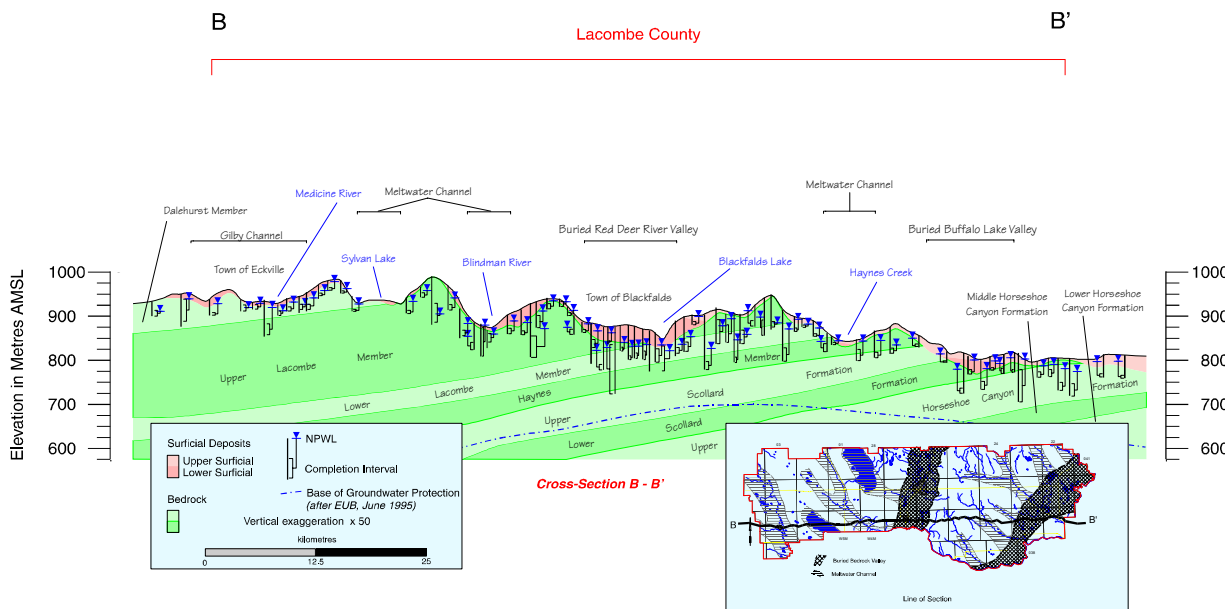 B
B'
Lacombe County
Elevation in Metres AMSL
1000
900
800
700
600
1000
900
800
700
600
Dalehurst Member
Gilby Channel
Town of Eckville
Medicine River
Meltwater Channel
Sylvan Lake
Blindman River
Buried Red Deer River Valley
Town of Blackfalds
Blackfalds Lake
Meltwater Channel
Haynes Creek
Buried Buffalo Lake Valley
Middle Horseshoe
Canyon Formation
Lower Horseshoe
Canyon Formation
Upper Lacombe Member
Lower Lacombe Member
Haynes Member
Upper Scollard Formation
Lower Scollard Formation
Upper Horseshoe Canyon Formation
Surficial Deposits
Upper Surficial
Lower Surficial
Bedrock
NPWL
Completion Interval
Base of Groundwater Protection
(after EUB, June 1995)
Vertical exaggeration x 50
kilometres
0
12.5
25
Cross-Section B - B'
B
B'
Buried Bedrock Valley
Meltwater Channel
Line of Section